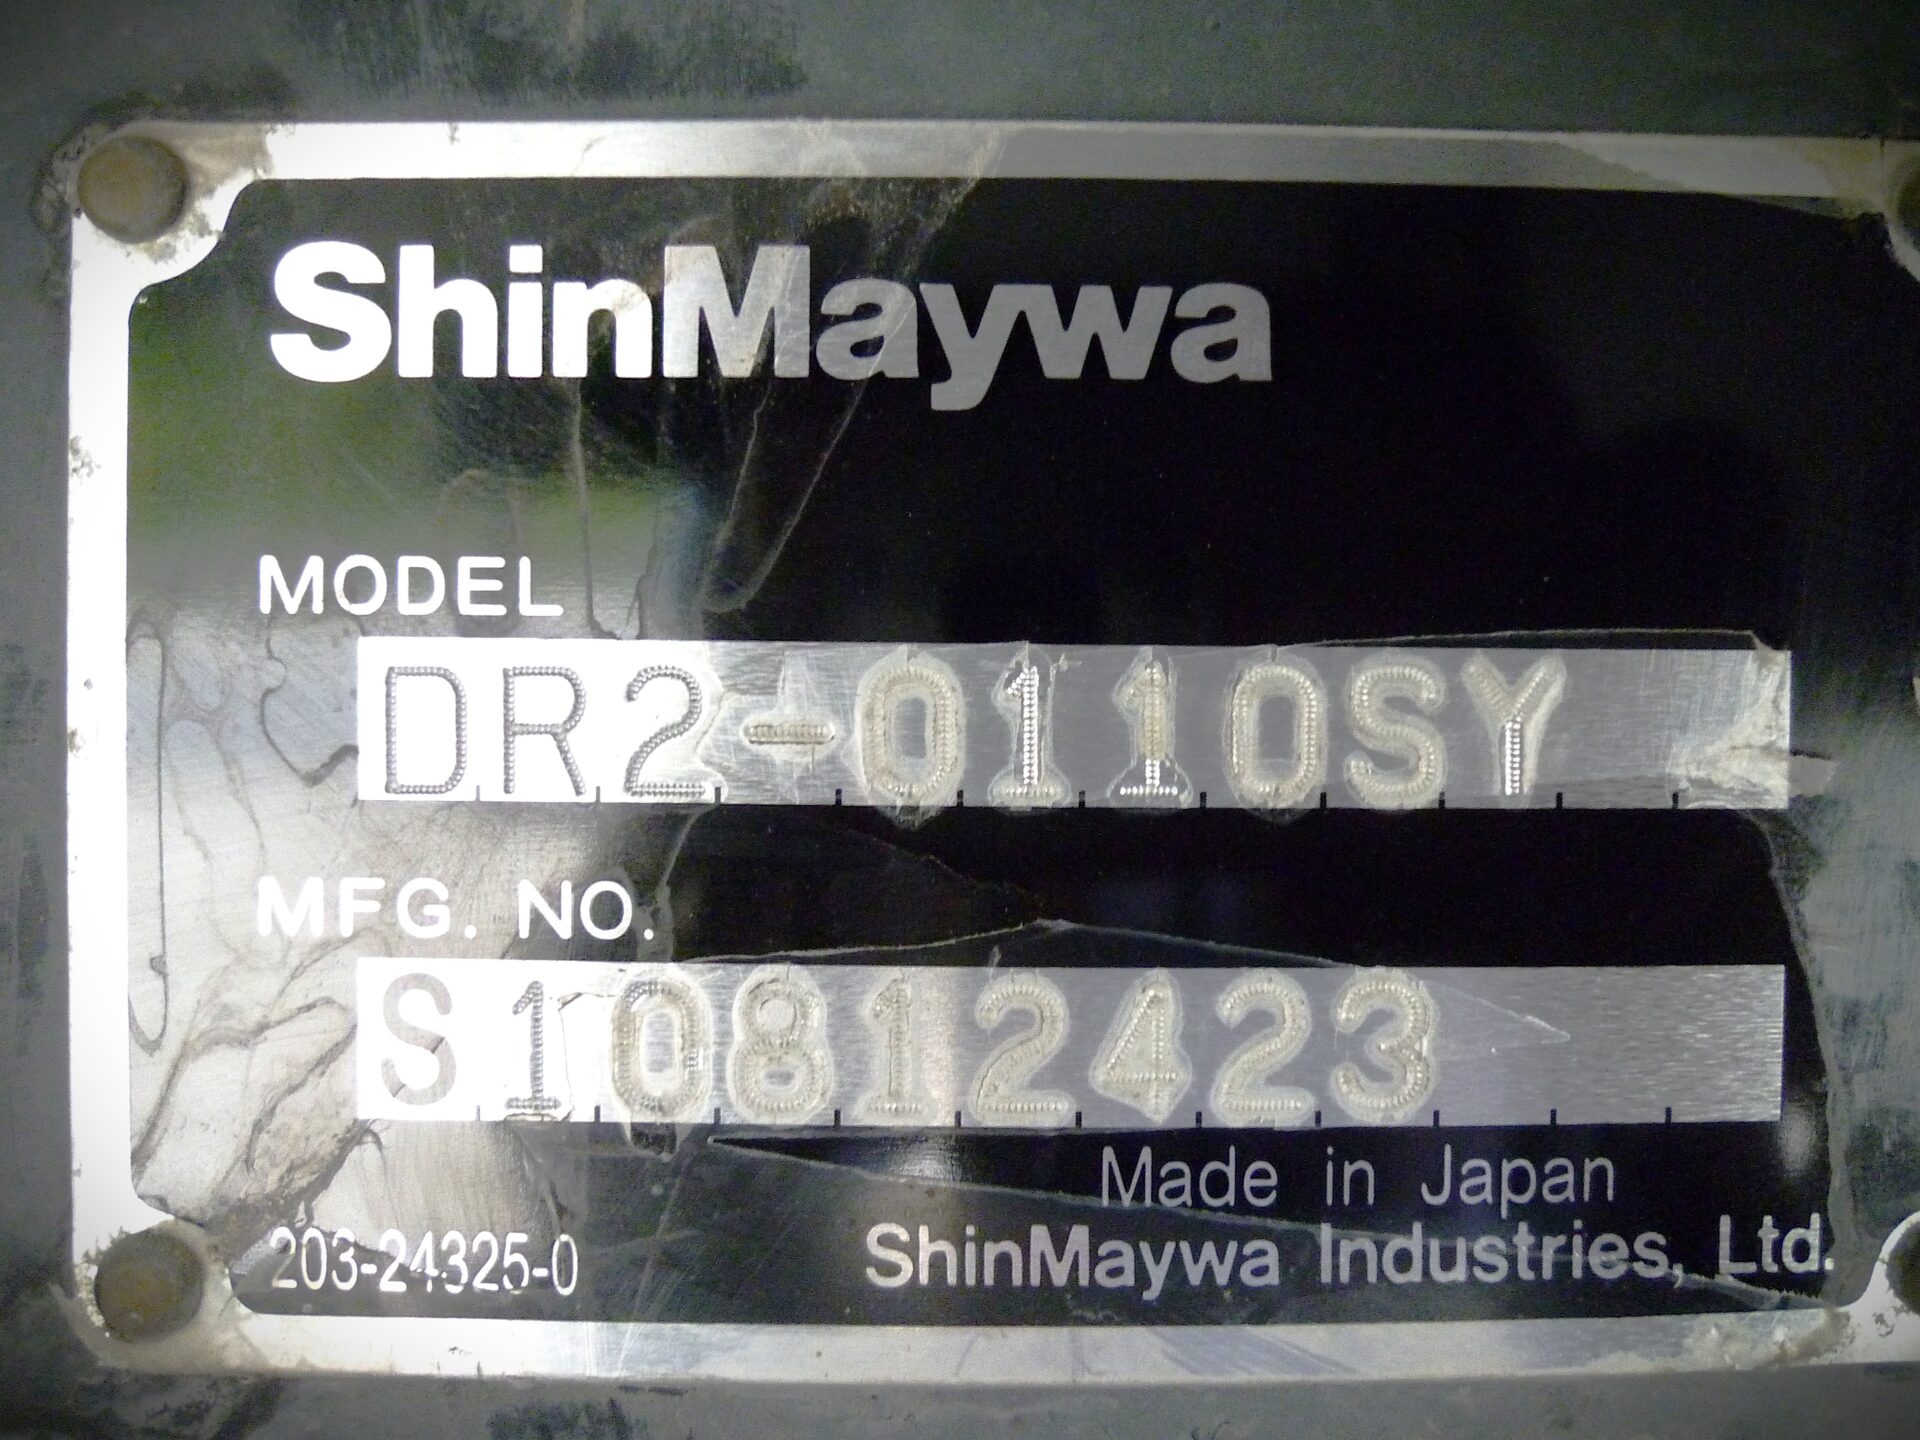 ShinMaywa
MODEL
DR2-0110SY
MFG. NO.
S10812423
Made in Japan
203-24325-0
ShinMaywa Industries, Ltd.